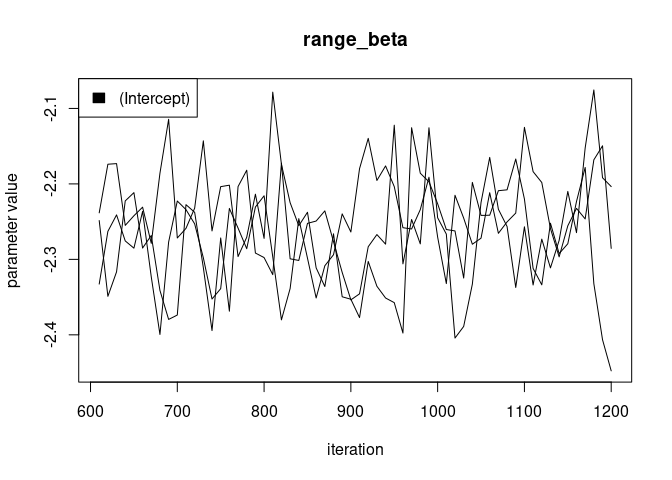 range_beta
(Intercept)
parameter value
-2.1
-2.2
-2.3
-2.4
600 700 800 900 1000 1100 1200
iteration